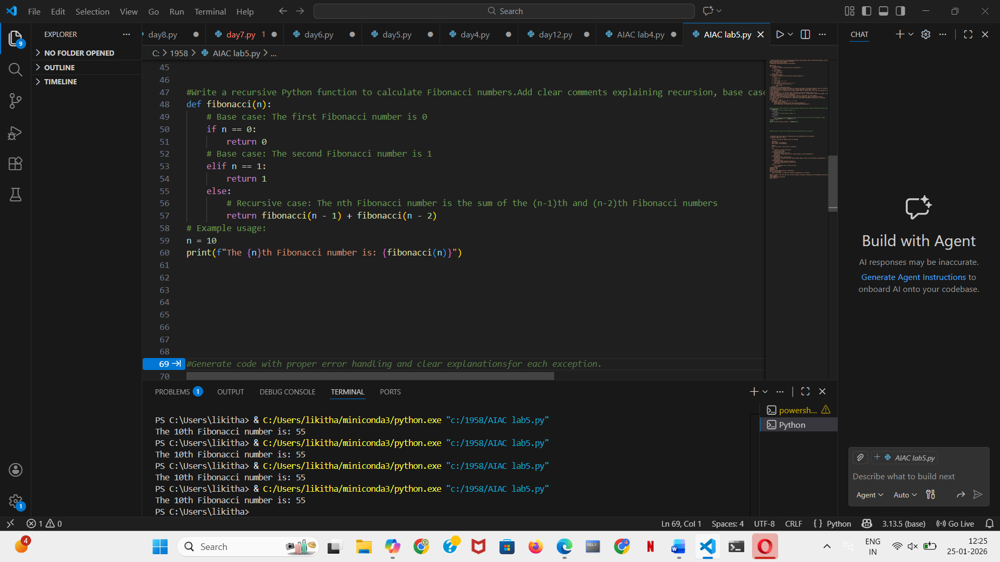 File Edit Selection View Go Run Terminal Help
Search
day8.py
day7.py 1
day6.py
day5.py
day4.py
day12.py
AIAC lab4.py
AIAC lab5.py
EXPLORER
9
NO FOLDER OPENED
OUTLINE
TIMELINE
C: > 1958 > AIAC lab5.py > ...
45
46
47 #Write a recursive Python function to calculate Fibonacci numbers.Add clear comments explaining recursion, base case
48 def fibonacci(n):
49 # Base case: The first Fibonacci number is 0
50 if n == 0:
51 return 0
52 # Base case: The second Fibonacci number is 1
53 elif n == 1:
54 return 1
55 else:
56 # Recursive case: The nth Fibonacci number is the sum of the (n-1)th and (n-2)th Fibonacci numbers
57 return fibonacci(n - 1) + fibonacci(n - 2)
58 # Example usage:
59 n = 10
60 print(f"The {n}th Fibonacci number is: {fibonacci(n)}")
61
62
63
64
65
66
67
68
69 #Generate code with proper error handling and clear explanationsfor each exception.
70
PROBLEMS 1 OUTPUT DEBUG CONSOLE TERMINAL PORTS
PS C:\Users\likitha> & C:/Users/likitha/miniconda3/python.exe "c:/1958/AIAC lab5.py"
The 10th Fibonacci number is: 55
PS C:\Users\likitha> & C:/Users/likitha/miniconda3/python.exe "c:/1958/AIAC lab5.py"
The 10th Fibonacci number is: 55
PS C:\Users\likitha> & C:/Users/likitha/miniconda3/python.exe "c:/1958/AIAC lab5.py"
The 10th Fibonacci number is: 55
PS C:\Users\likitha> & C:/Users/likitha/miniconda3/python.exe "c:/1958/AIAC lab5.py"
The 10th Fibonacci number is: 55
PS C:\Users\likitha>
powersh...
Python
CHAT
Build with Agent
AI responses may be inaccurate.
Generate Agent Instructions to
onboard AI onto your codebase.
AIAC lab5.py
Describe what to build next
Agent Auto
1
1 0
Ln 69, Col 1 Spaces: 4 UTF-8 CRLF { } Python 3.13.5 (base) Go Live
4
Search
SQL>
N
W
ENG
IN
12:25
25-01-2026